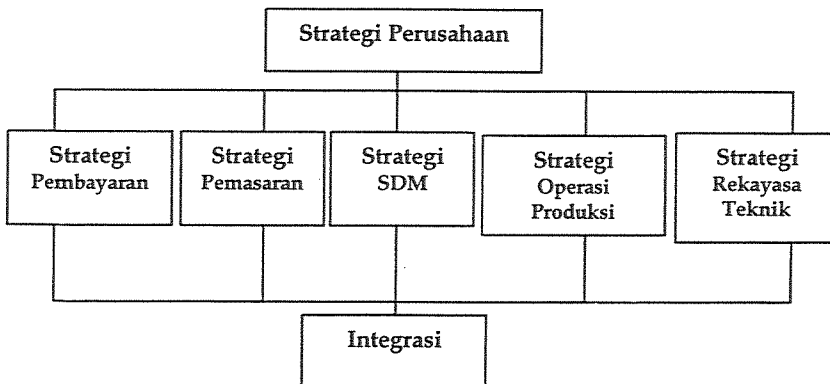 Strategi Perusahaan
Strategi
Pembayaran
Strategi
Pemasaran
Strategi
SDM
Strategi
Operasi
Produksi
Strategi
Rekayasa
Teknik
Integrasi